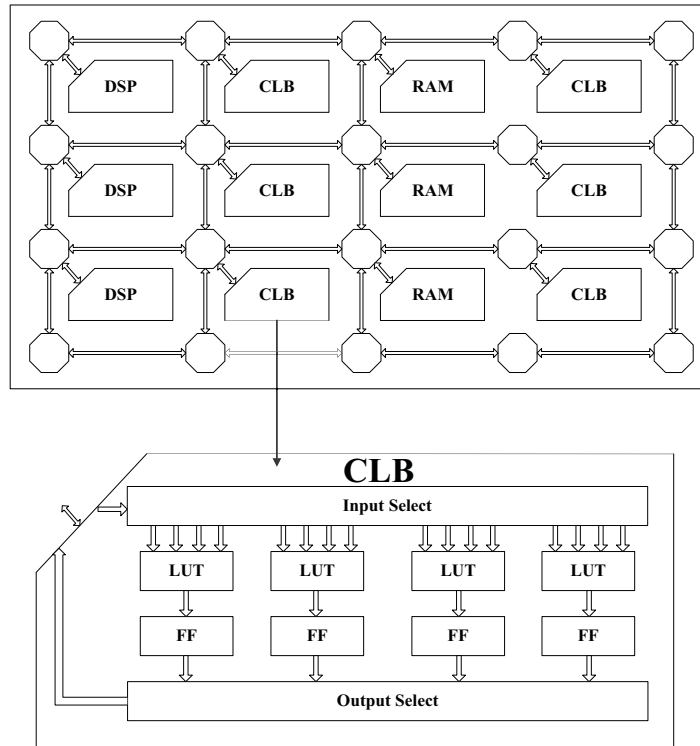 DSP CLB RAM CLB
DSP CLB RAM CLB
DSP CLB RAM CLB
CLB
Input Select
LUT LUT LUT LUT
FF FF FF FF
Output Select